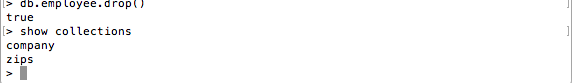 [> db.employee.drop()]
true
[> show collections]
company
zips
>